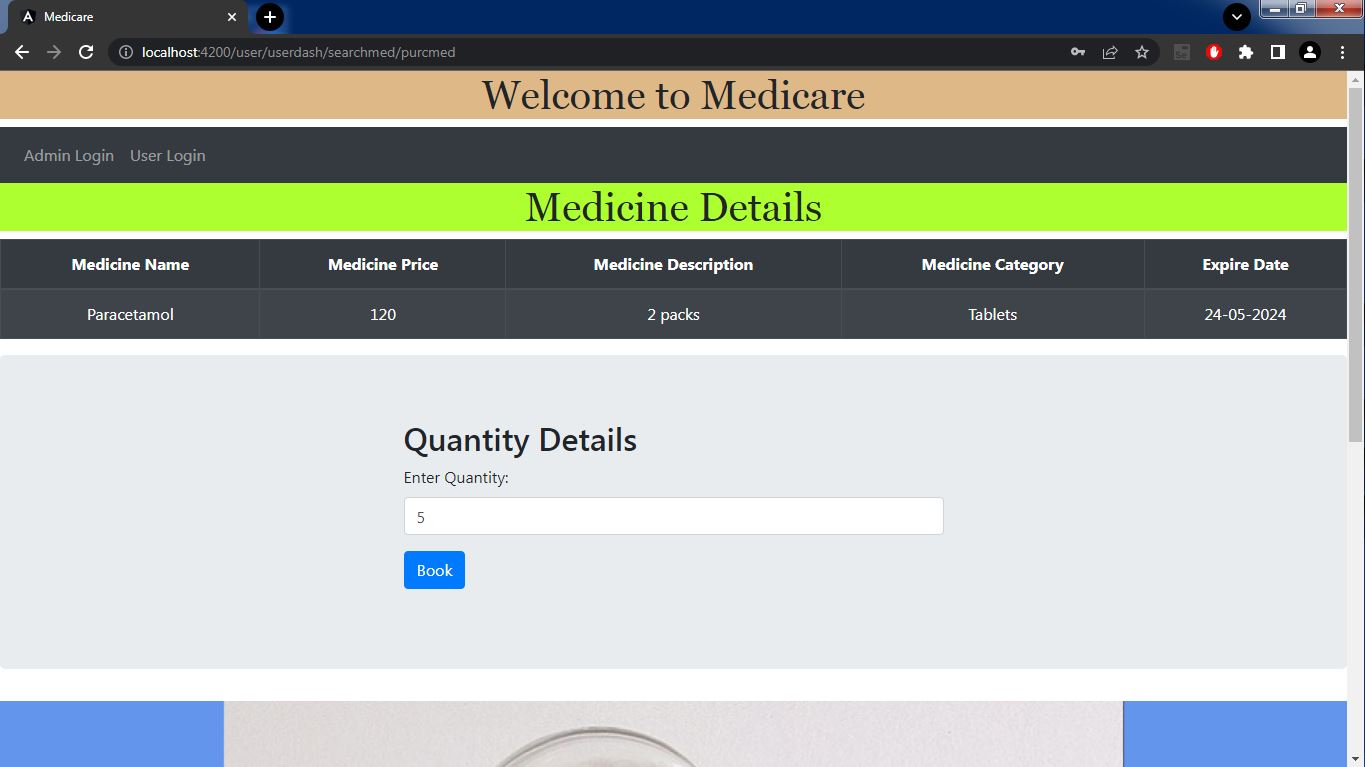 Medicare
localhost:4200/user/userdash/searchmed/purcmed
Welcome to Medicare
Admin Login User Login
Medicine Details
Medicine Name Medicine Price Medicine Description Medicine Category Expire Date
Paracetamol 120 2 packs Tablets 24-05-2024
Quantity Details
Enter Quantity:
5
Book